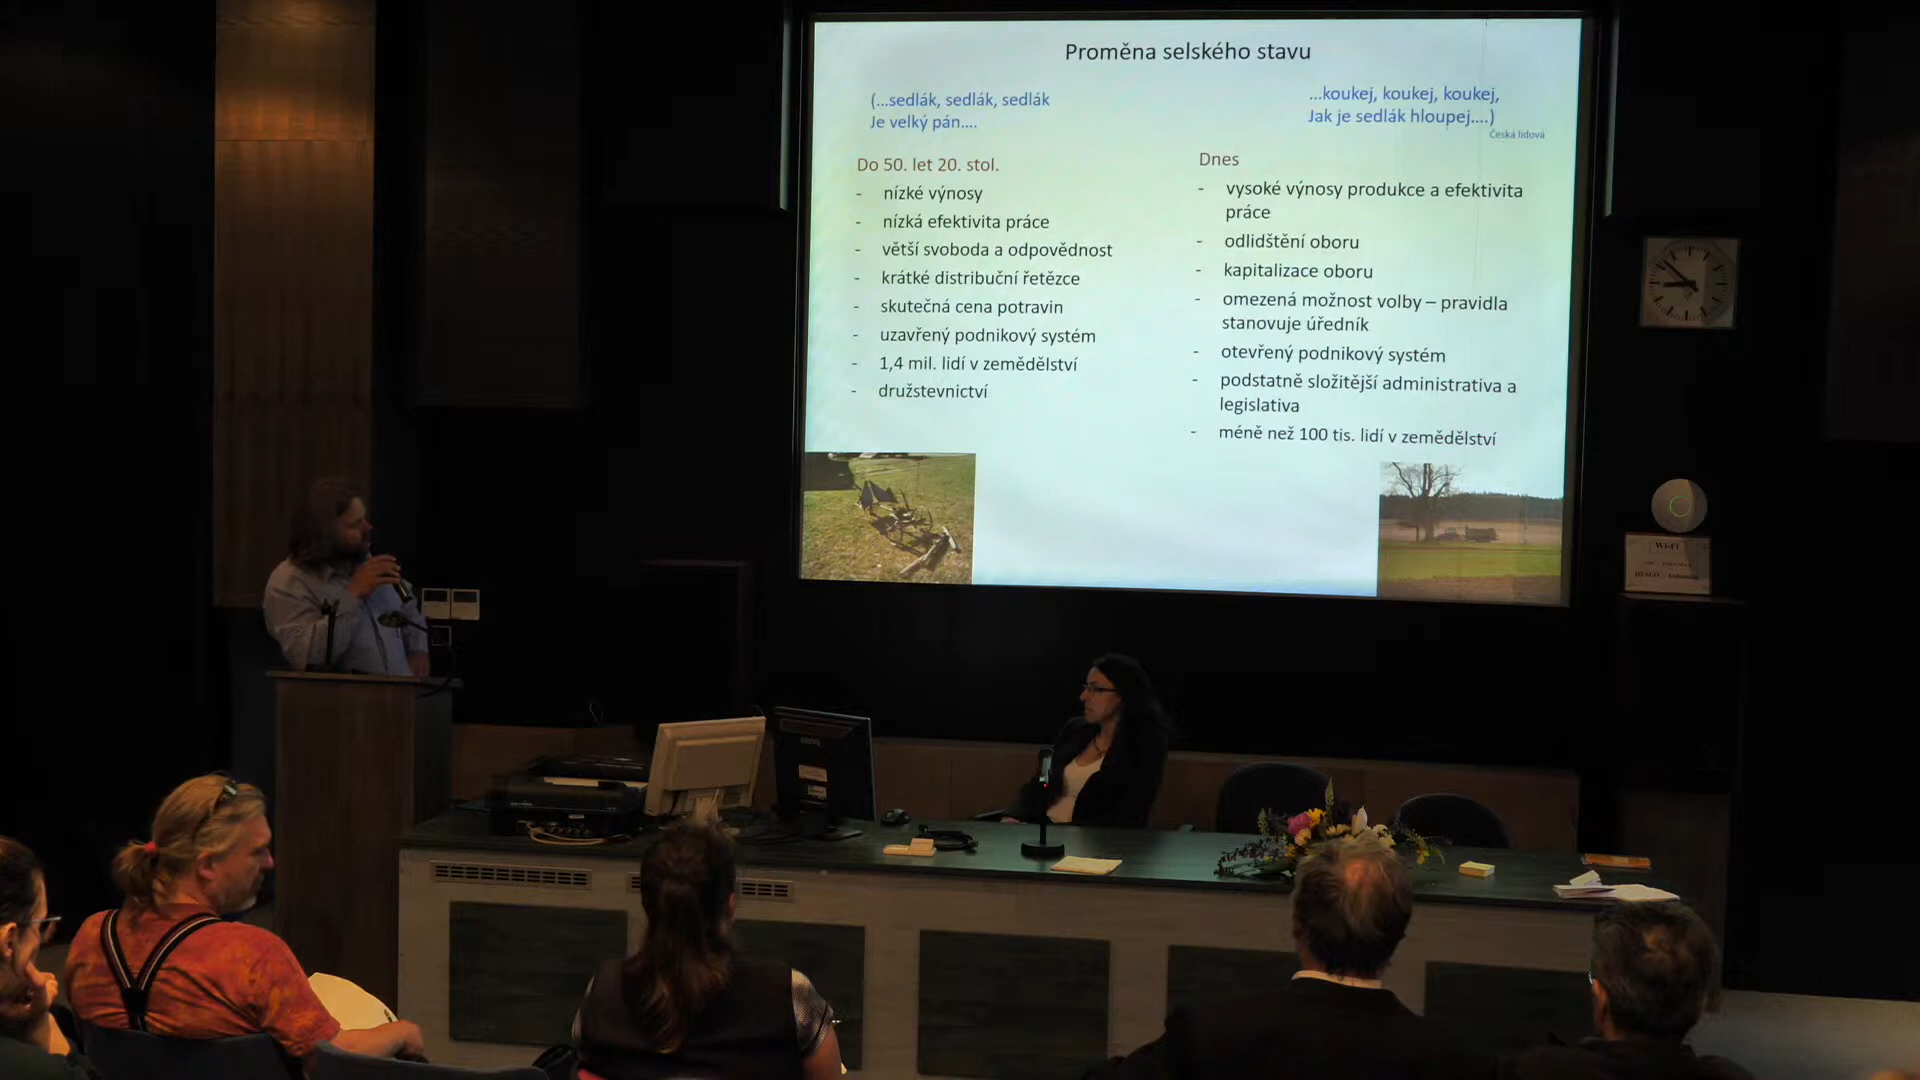 Proměna selského stavu
(...sedlák, sedlák, sedlák
Je velký pán....
...koukej, koukej, koukej,
Jak je sedlák hloupej....)
Česká lidová
Do 50. let 20. stol.
- nízké výnosy
- nízká efektivita práce
- větší svoboda a odpovědnost
- krátké distribuční řetězce
- skutečná cena potravin
- uzavřený podnikový systém
- 1,4 mil. lidí v zemědělství
- družstevnictví
Dnes
- vysoké výnosy produkce a efektivita
práce
- odlidštění oboru
- kapitalizace oboru
- omezená možnost volby – pravidla
stanovuje úředník
- otevřený podnikový systém
- podstatně složitější administrativa a
legislativa
- méně než 100 tis. lidí v zemědělství
Wi-Fi
BENQ